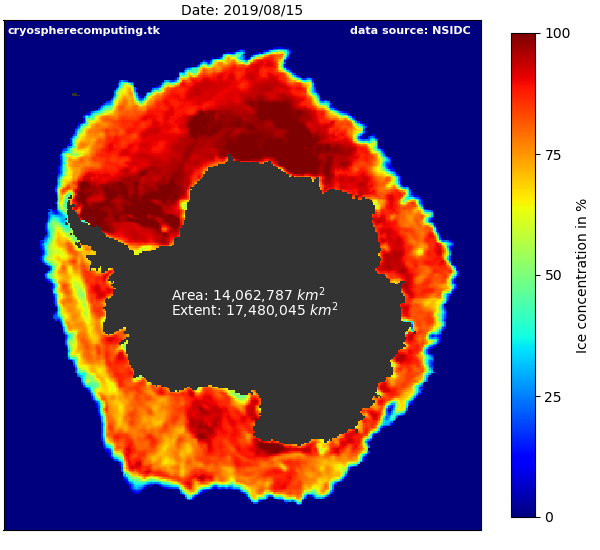 Date: 2019/08/15
cryospherecomputing.tk
data source: NSIDC
Area: 14,062,787 km²
Extent: 17,480,045 km²
100
75
50
25
0
Ice concentration in %